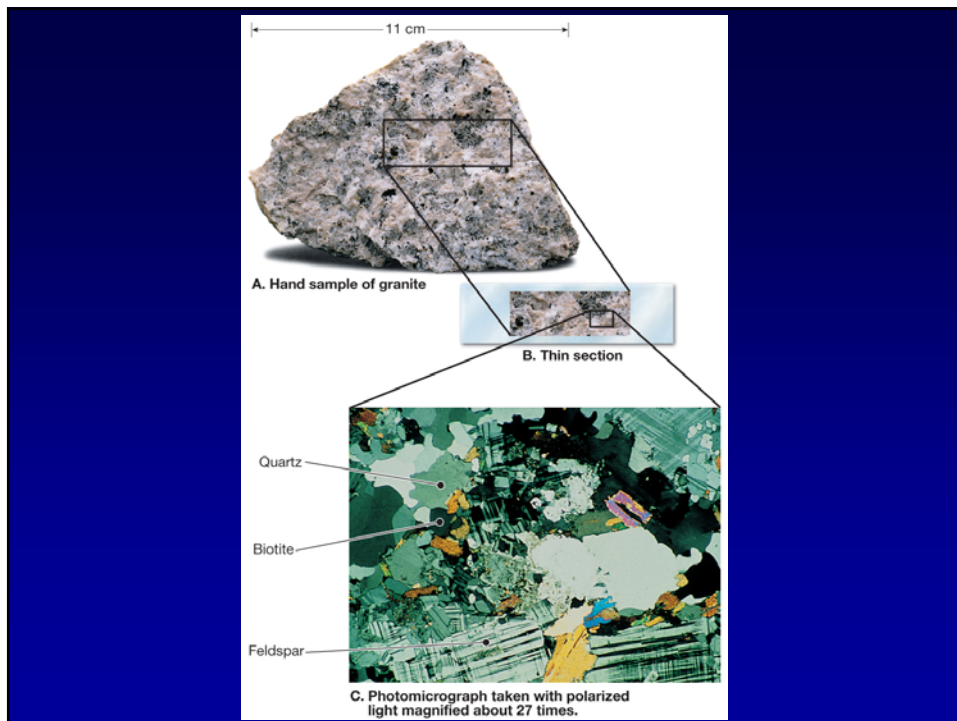 11 cm
A. Hand sample of granite
B. Thin section
Quartz
Biotite
Feldspar
C. Photomicrograph taken with polarized
light magnified about 27 times.